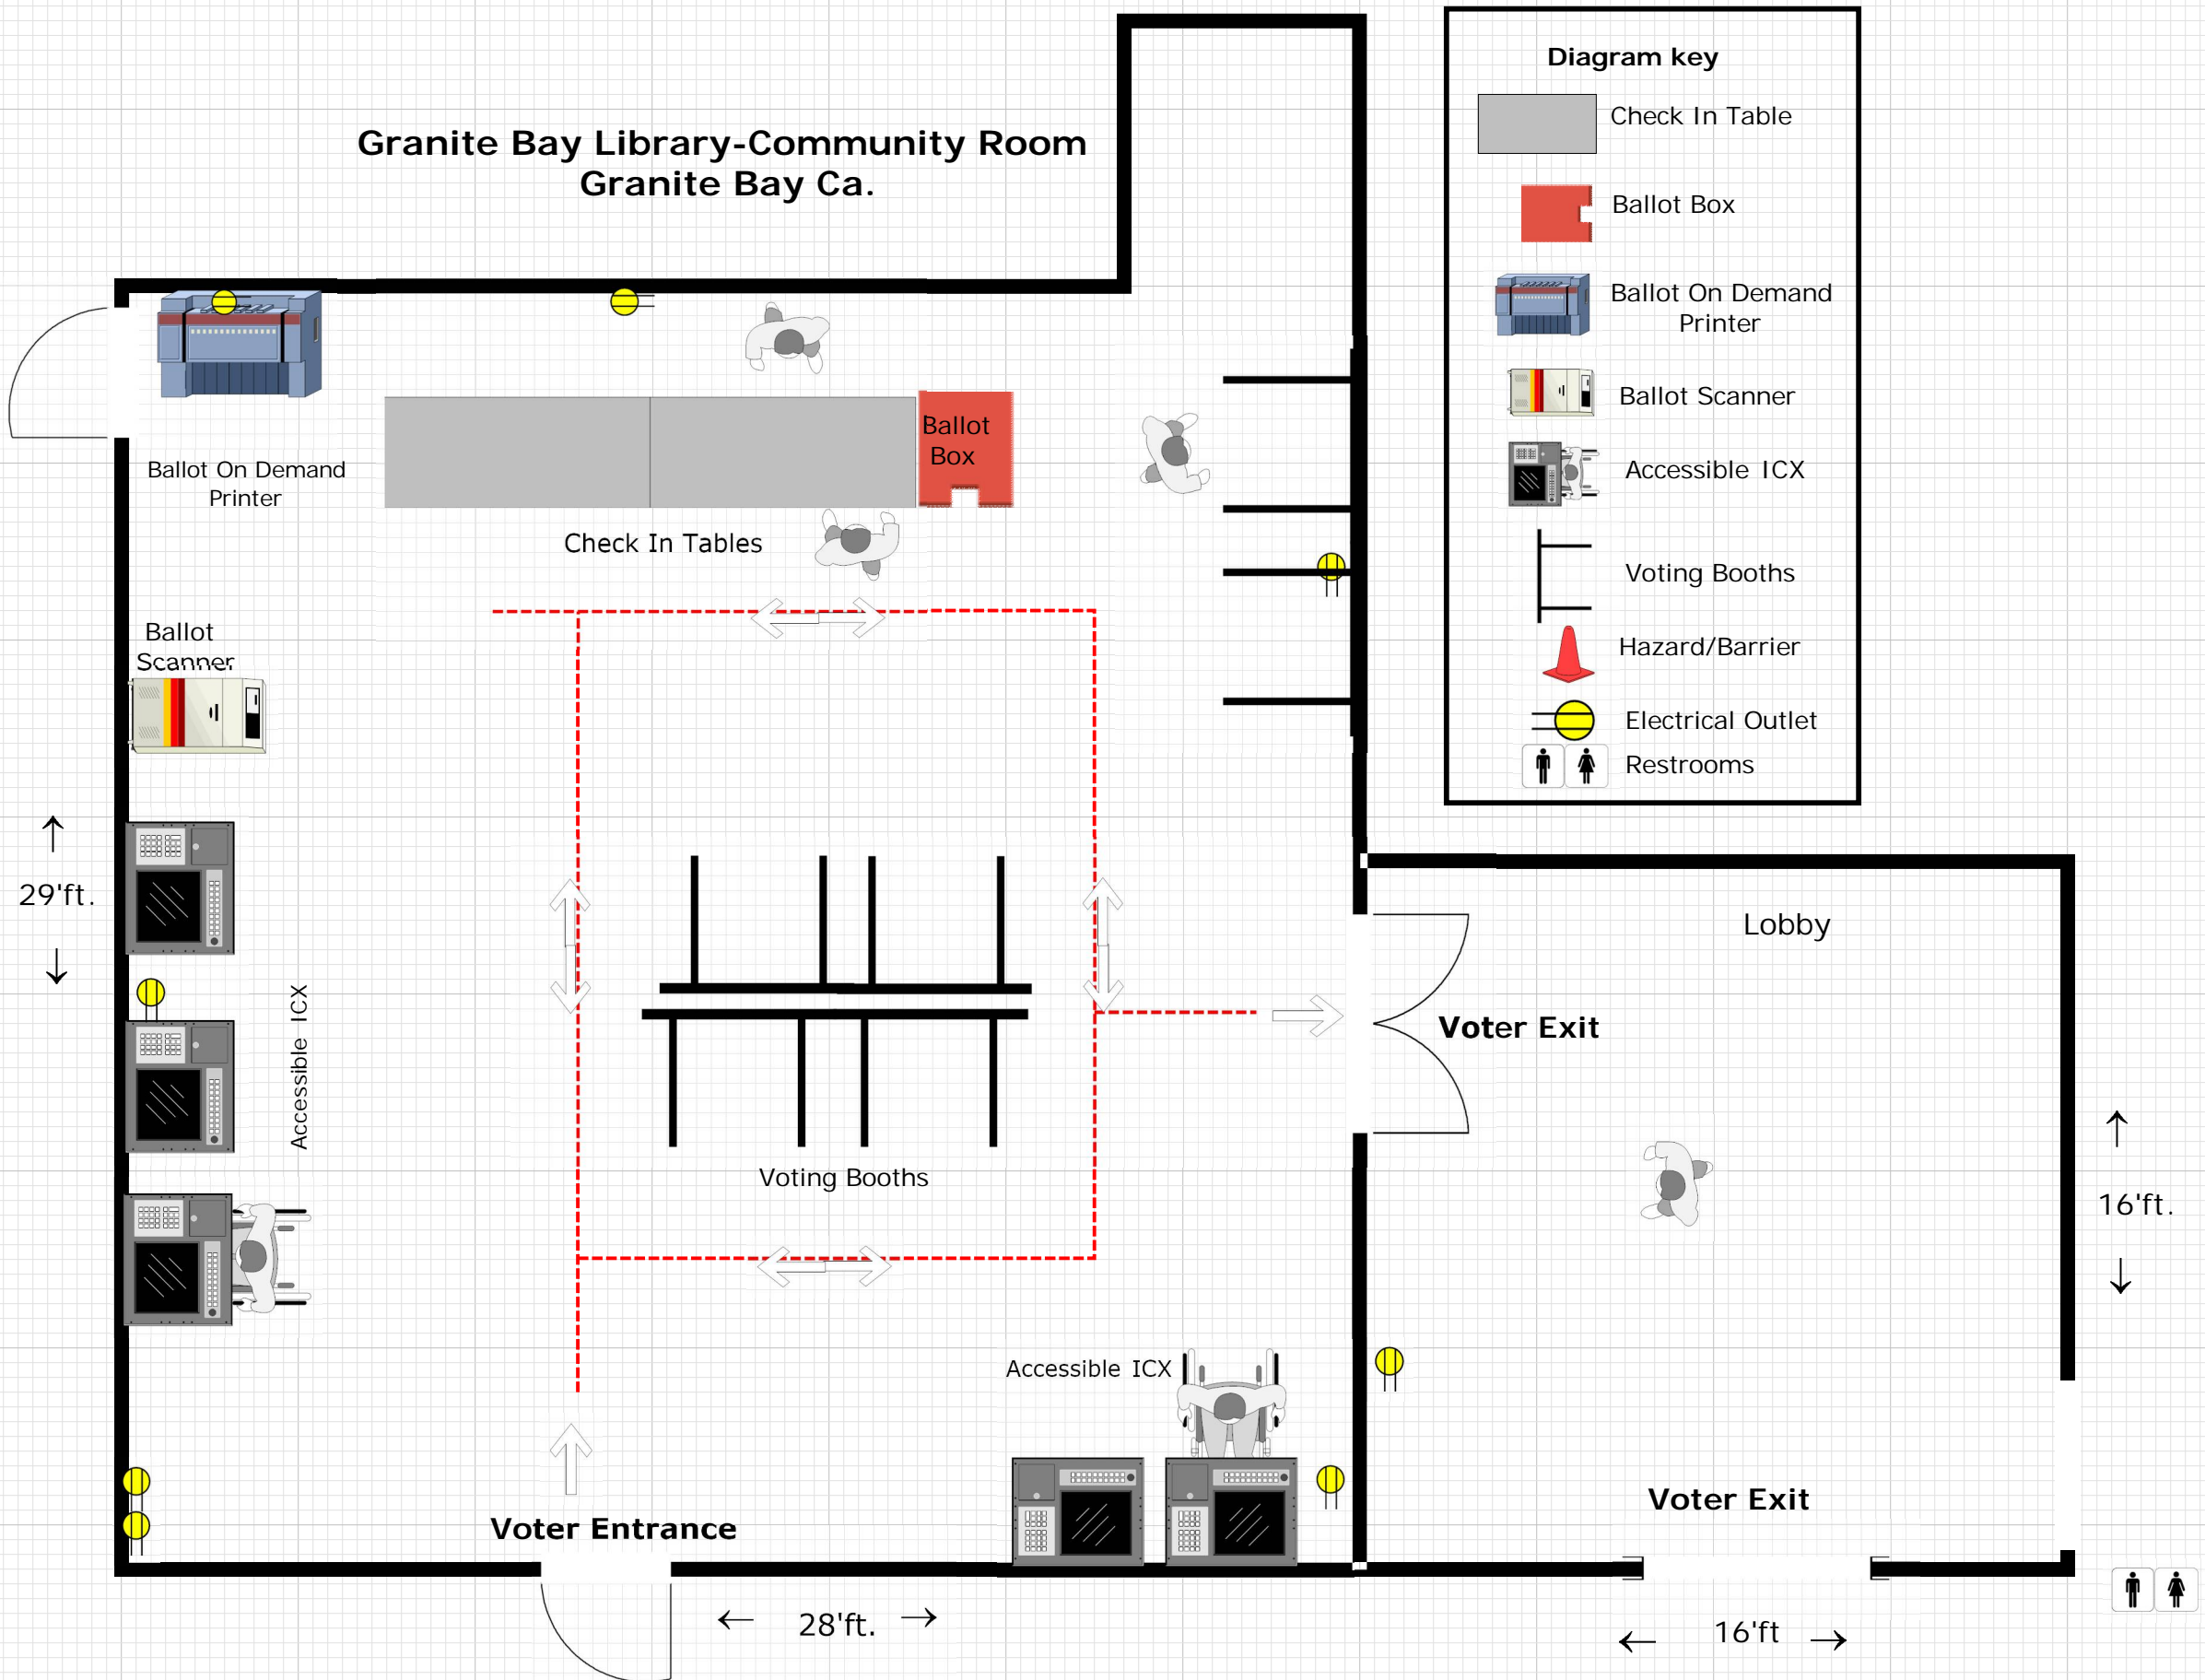 Granite Bay Library-Community Room
Granite Bay Ca.
Diagram key
Check In Table
Ballot Box
Ballot On Demand
Printer
Ballot Scanner
Accessible ICX
Voting Booths
Hazard/Barrier
Electrical Outlet
Restrooms
Ballot
Box
Ballot On Demand
Printer
Check In Tables
Ballot
Scanner
29'ft.
Accessible ICX
Lobby
Voter Exit
Voting Booths
16'ft.
Accessible ICX
Voter Exit
Voter Entrance
28'ft.
16'ft